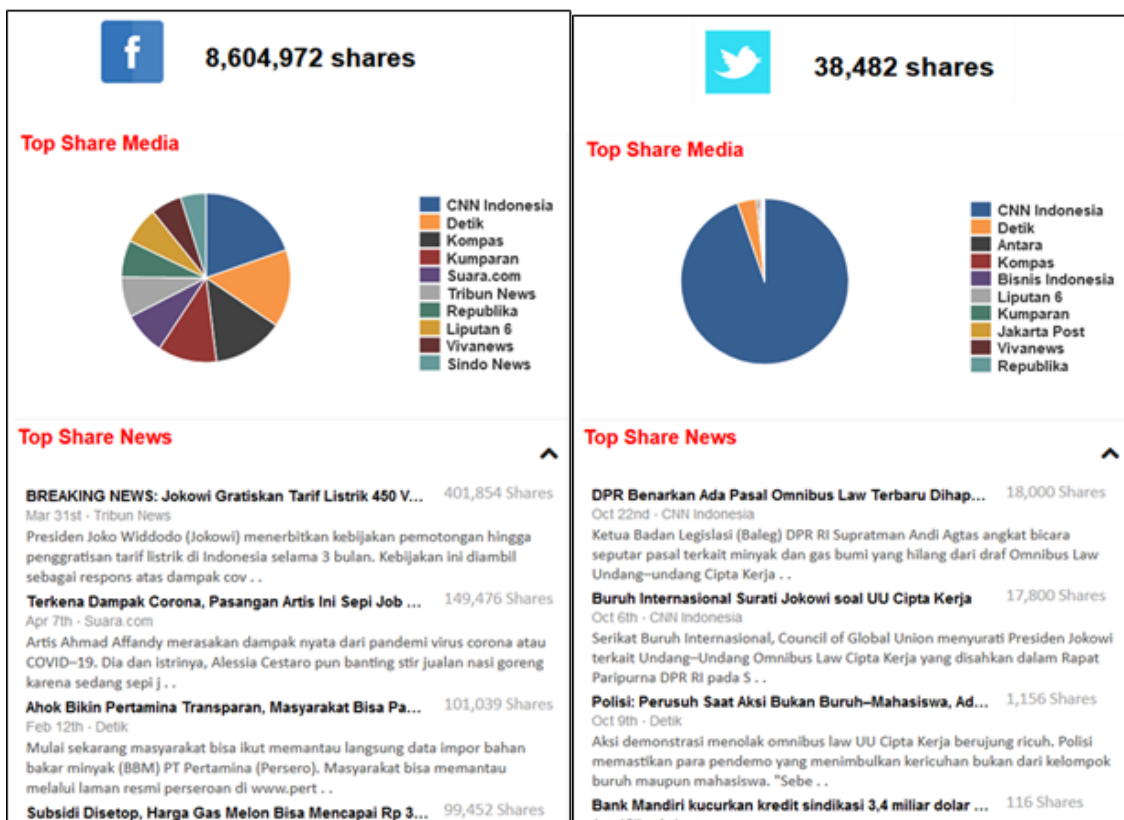 8,604,972 shares
Top Share Media
CNN Indonesia
Detik
Kompas
Kumparan
Suara.com
Tribun News
Republika
Liputan 6
Vivanews
Sindo News
Top Share News
BREAKING NEWS: Jokowi Gratiskan Tarif Listrik 450 V... 401,854 Shares
Mar 31st - Tribun News
Presiden Joko Widdodo (Jokowi) menerbitkan kebijakan pemotongan hingga
penggratisan tarif listrik di Indonesia selama 3 bulan. Kebijakan ini diambil
sebagai respons atas dampak cov . .
Terkena Dampak Corona, Pasangan Artis Ini Sepi Job ... 149,476 Shares
Apr 7th - Suara.com
Artis Ahmad Affandy merasakan dampak nyata dari pandemi virus corona atau
COVID-19. Dia dan istrinya, Alessia Cestaro pun banting stir jualan nasi goreng
karena sedang sepi j . .
Ahok Bikin Pertamina Transparan, Masyarakat Bisa Pa... 101,039 Shares
Feb 12th - Detik
Mulai sekarang masyarakat bisa ikut memantau langsung data impor bahan
bakar minyak (BBM) PT Pertamina (Persero). Masyarakat bisa memantau
melalui laman resmi perseroan di www.pert . .
Subsidi Disetop, Harga Gas Melon Bisa Mencapai Rp 3... 99,452 Shares
38,482 shares
Top Share Media
CNN Indonesia
Detik
Antara
Kompas
Bisnis Indonesia
Liputan 6
Kumparan
Jakarta Post
Vivanews
Republika
Top Share News
DPR Benarkan Ada Pasal Omnibus Law Terbaru Dihap... 18,000 Shares
Oct 22nd - CNN Indonesia
Ketua Badan Legislasi (Baleg) DPR RI Supratman Andi Agtas angkat bicara
seputar pasal terkait minyak dan gas bumi yang hilang dari draf Omnibus Law
Undang-undang Cipta Kerja . .
Buruh Internasional Surati Jokowi soal UU Cipta Kerja 17,800 Shares
Oct 6th - CNN Indonesia
Serikat Buruh Internasional, Council of Global Union menyurati Presiden Jokowi
terkait Undang-Undang Omnibus Law Cipta Kerja yang disahkan dalam Rapat
Paripurna DPR RI pada S . .
Polisi: Perusuh Saat Aksi Bukan Buruh-Mahasiswa, Ad... 1,156 Shares
Oct 9th - Detik
Aksi demonstrasi menolak omnibus law UU Cipta Kerja berujung ricuh. Polisi
memastikan para pendemo yang menimbulkan kericuhan bukan dari kelompok
buruh maupun mahasiswa. "Sebe . .
Bank Mandiri kucurkan kredit sindikasi 3,4 miliar dolar ... 116 Shares